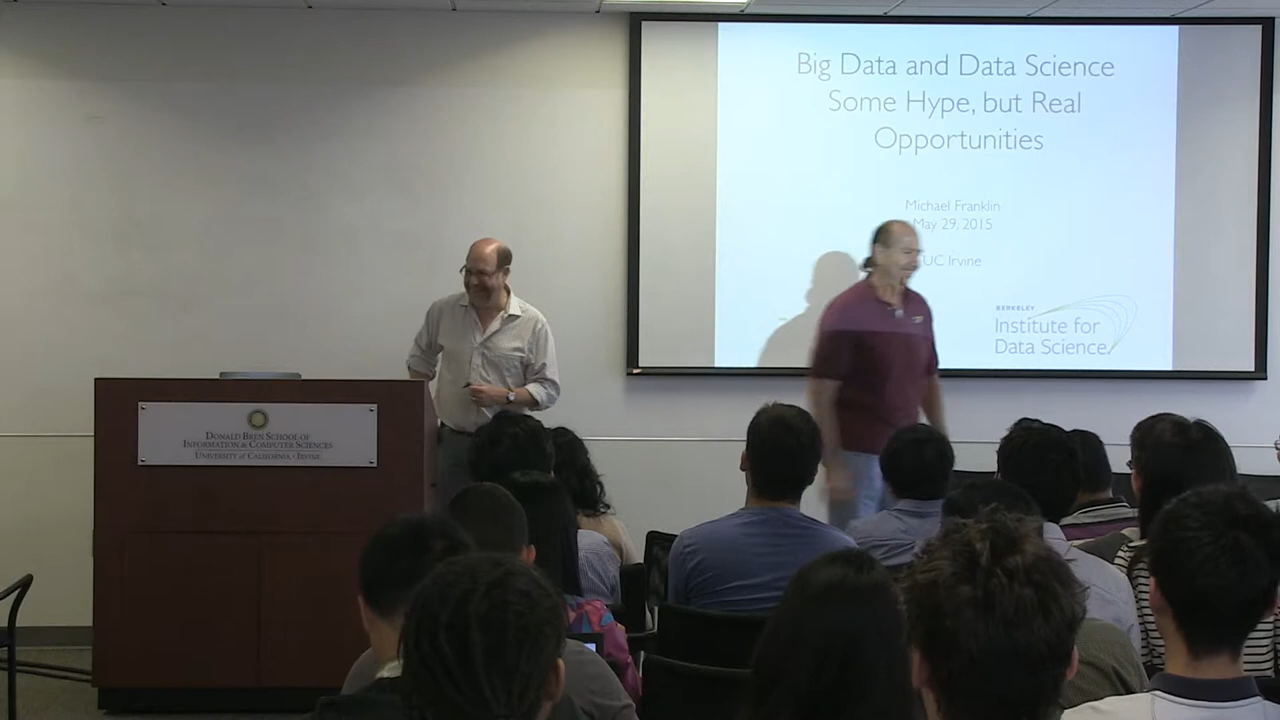 Big Data and Data Science
Some Hype, but Real
Opportunities
Michael Franklin
May 29, 2015
UC Irvine
BERKELEY
Institute for
Data Science
DONALD BREN SCHOOL OF
INFORMATION & COMPUTER SCIENCES
UNIVERSITY of CALIFORNIA · IRVINE